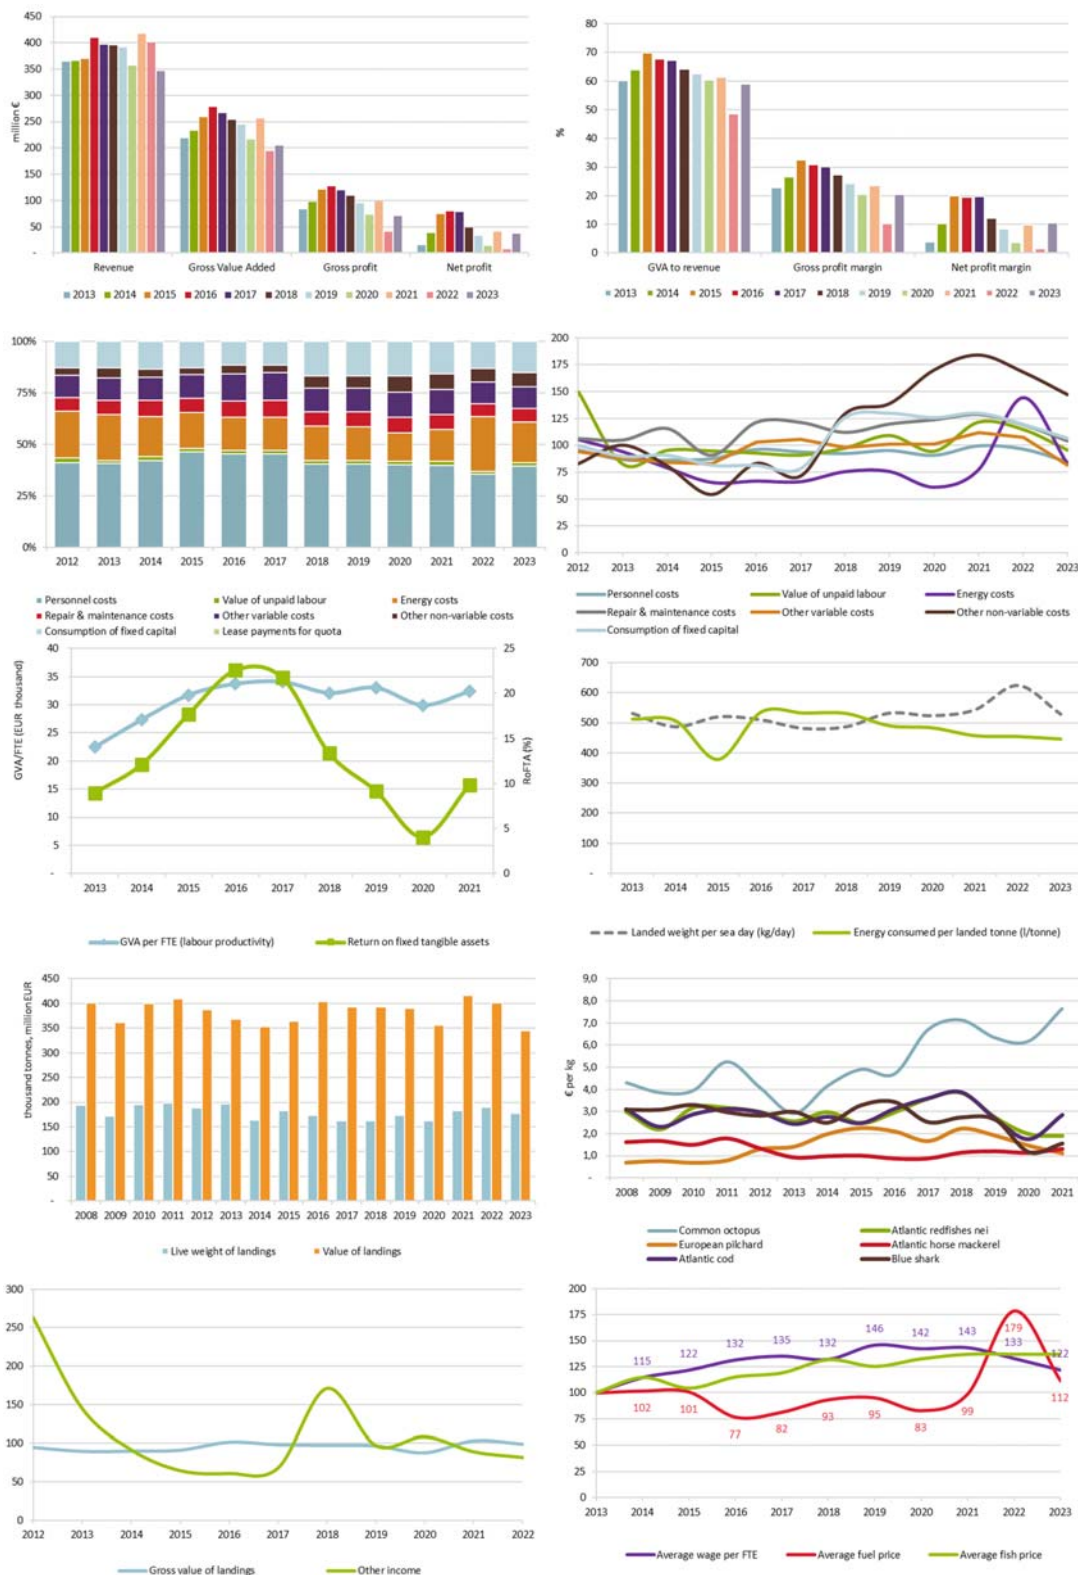 450
400
350
300
250
200
150
100
50
-
million €
Revenue Gross Value Added Gross profit Net profit
2013 2014 2015 2016 2017 2018 2019 2020 2021 2022 2023
80
70
60
50
40
30
20
10
0
%
GVA to revenue Gross profit margin Net profit margin
2013 2014 2015 2016 2017 2018 2019 2020 2021 2022 2023
100%
75%
50%
25%
0%
2012 2013 2014 2015 2016 2017 2018 2019 2020 2021 2022 2023
Personnel costs Value of unpaid labour Energy costs
Repair & maintenance costs Other variable costs Other non-variable costs
Consumption of fixed capital Lease payments for quota
200
175
150
125
100
75
50
25
0
2012 2013 2014 2015 2016 2017 2018 2019 2020 2021 2022 2023
Personnel costs Value of unpaid labour Energy costs
Repair & maintenance costs Other variable costs Other non-variable costs
Consumption of fixed capital
40
35
30
25
20
15
10
5
-
GVA/FTE (EUR thousand)
25
20
15
10
5
0
RoFTA (%)
2013 2014 2015 2016 2017 2018 2019 2020 2021
GVA per FTE (labour productivity) Return on fixed tangible assets
700
600
500
400
300
200
100
-
2013 2014 2015 2016 2017 2018 2019 2020 2021 2022 2023
Landed weight per sea day (kg/day) Energy consumed per landed tonne (l/tonne)
450
400
350
300
250
200
150
100
50
-
thousand tonnes, million EUR
2008 2009 2010 2011 2012 2013 2014 2015 2016 2017 2018 2019 2020 2021 2022 2023
Live weight of landings Value of landings
9,0
8,0
7,0
6,0
5,0
4,0
3,0
2,0
1,0
-
€ per kg
2008 2009 2010 2011 2012 2013 2014 2015 2016 2017 2018 2019 2020 2021
Common octopus Atlantic redfishes nei
European pilchard Atlantic horse mackerel
Atlantic cod Blue shark
300
250
200
150
100
50
0
2012 2013 2014 2015 2016 2017 2018 2019 2020 2021 2022
Gross value of landings Other income
200
175
150
125
100
75
50
25
0
115 122 132 135 132 146 142 143 133 122
102 101 77 82 93 95 83 99 179 112
2013 2014 2015 2016 2017 2018 2019 2020 2021 2022 2023
Average wage per FTE Average fuel price Average fish price